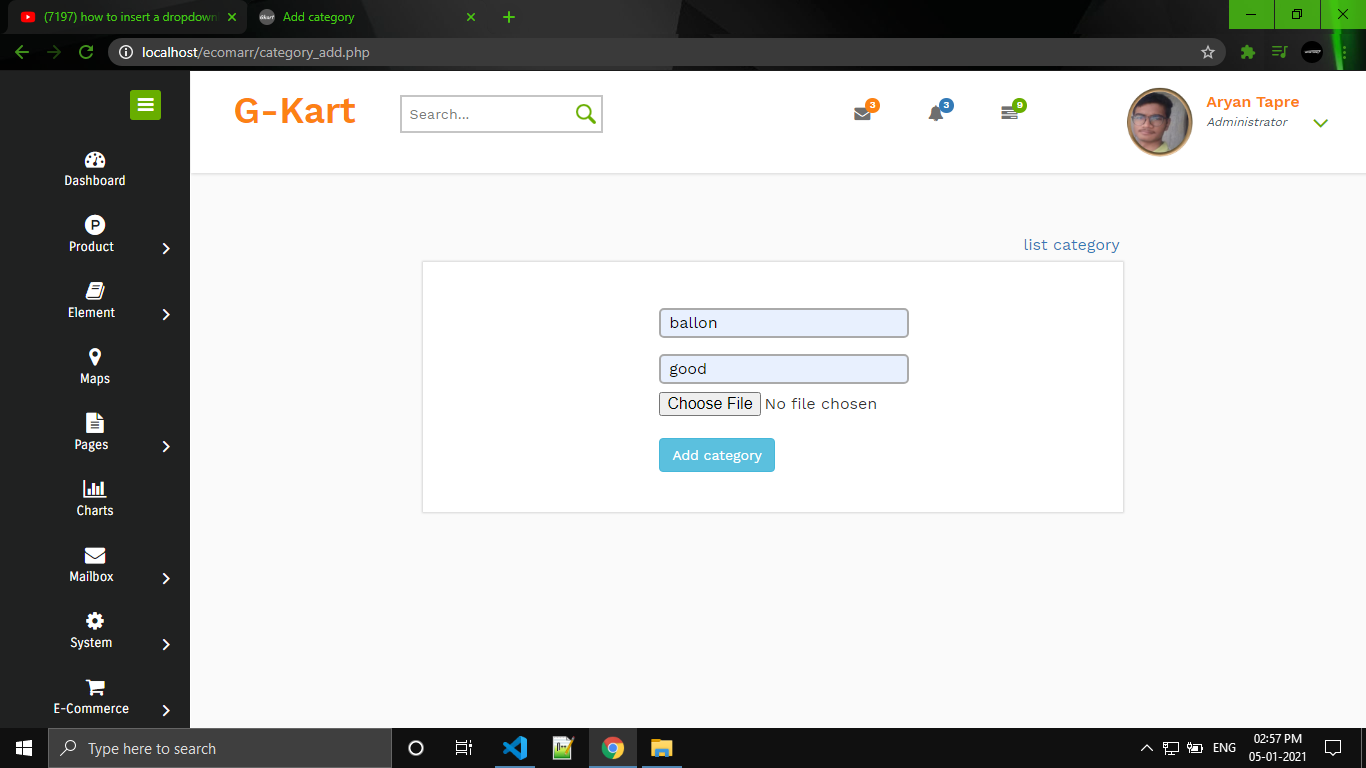 (7197) how to insert a dropdown
Gkart
Add category
localhost/ecomarr/category_add.php
G-Kart
Search...
3
3
9
Aryan Tapre
Administrator
Dashboard
P
Product
Element
Maps
Pages
Charts
Mailbox
System
E-Commerce
list category
ballon
good
Choose File No file chosen
Add category
Type here to search
ENG
02:57 PM
05-01-2021